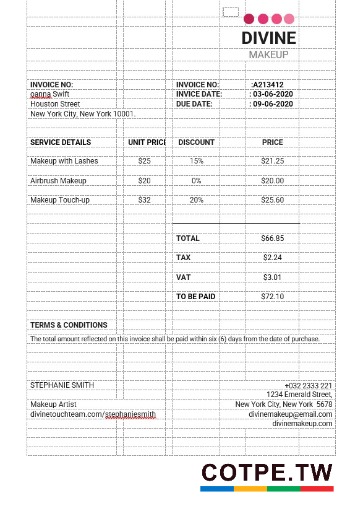 DIVINE
MAKEUP
INVOICE NO: INVOICE NO: :A213412
oanna Swift INVICE DATE: : 03-06-2020
Houston Street DUE DATE: : 09-06-2020
New York City, New York 10001.
SERVICE DETAILS UNIT PRICI DISCOUNT PRICE
Makeup with Lashes $25 15% $21.25
Airbrush Makeup $20 0% $20.00
Makeup Touch-up $32 20% $25.60
TOTAL $66.85
TAX $2.24
VAT $3.01
TO BE PAID $72.10
TERMS & CONDITIONS
The total amount reflected on this invoice shall be paid within six (6) days from the date of purchase.
STEPHANIE SMITH +032 2333 221
1234 Emerald Street,
Makeup Artist New York City, New York 5678
divinetouchteam.com/stephaniesmith divinemakeup@email.com
divinemakeup.com
COTPE.TW